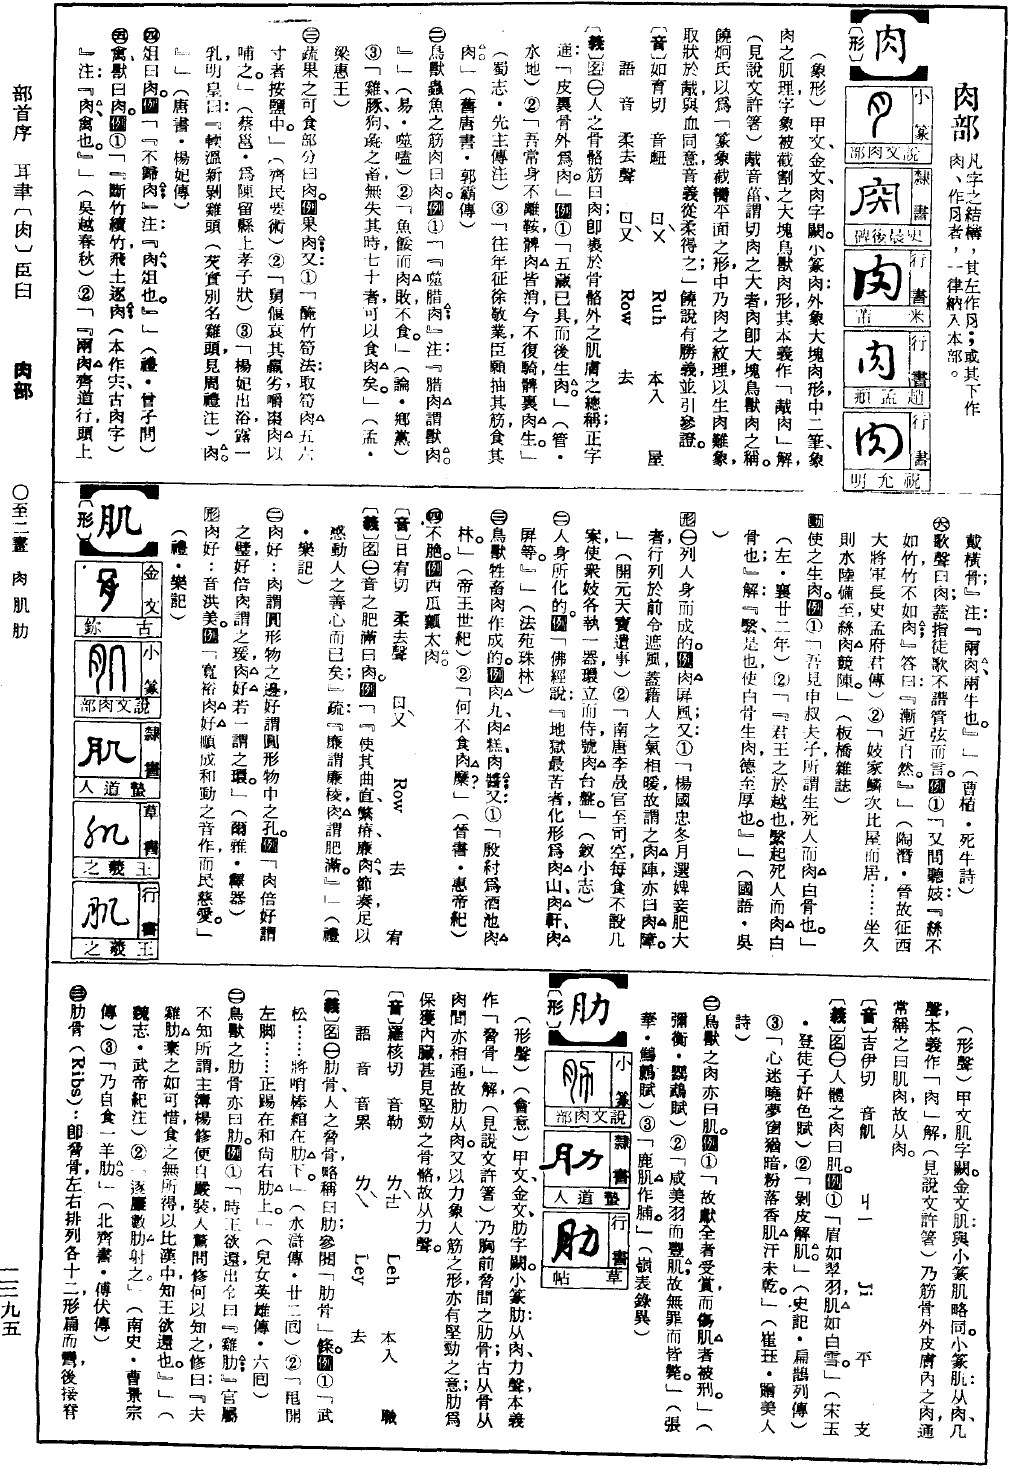 肉部
凡字之結構，其左作月；或其下作
肉、作月者，一律納入本部。
肉
〔形〕
小篆
說文肉部
隸書
史晨後碑
行書
米芾
行書
趙孟頫
行書
祝允明
（象形）甲文、金文肉字闕。小篆肉：外象大塊肉形，中二筆象
肉之肌理字象被截割之大塊鳥獸肉形其本義作「胾肉」解
（見說文許箸）胾音菑，謂切肉之大者肉卽大塊鳥獸肉之稱。
饒炯氏以爲「篆象截臠平面之形，中乃肉之紋理，以生肉難象，
取狀於胾，與血同意音義從柔得之；」饒說有勝義並引參證。
〔音〕如育切　音衄　ㄖㄨˋ　Ruh　本入　屋
語音　柔去聲　ㄖㄡˋ　Row　去
〔義〕名㊀人之骨骼筋曰肉卽裹於骨骼外之肌膚之總稱；正字
通「皮裏骨外爲肉」例①「五藏已具而後生肉。」（管・
水地）②「吾常身不離鞍，髀肉皆消，今不復騎，髀裏肉生。」
（蜀志・先主傳注）③「往年征徐敬業，臣願抽其筋，食其
肉。」（舊唐書・郭霸傳）
㊁鳥獸蟲魚之筋肉曰肉。例①「『噬腊肉』注：『腊肉謂獸肉。
』」（易・噬嗑）②「魚餒而肉敗，不食。」（論・鄉黨）
③「雞豚狗彘之畜，無失其時，七十者可以食肉矣。」（孟・
梁惠王）
㊂蔬果之可食部分曰肉。例果肉又①「醃竹筍法：取筍肉五六
寸者按鹽中。」（齊民要術）②「舅偃哀其羸劣，嚼棗肉以
哺之。」（蔡邕・爲陳留縣上孝子狀）③「楊妃出浴，露一
乳，明皇曰：『軟溫新剝雞頭（芡實別名雞頭，見周禮注）肉。
』」（唐書・楊妃傳）
㊃俎曰肉。例「『不歸肉』注：『肉，俎也。』」（禮・曾子問）
㊄禽獸曰肉。例①「『斷竹續竹，飛土逐肉（本作宍，古肉字）
』注：『肉，禽也。』」（吳越春秋）②「『兩肉齊道行，頭上
戴橫骨；』注『兩肉，兩牛也。』」（曹植・死牛詩）
㊅歌聲曰肉；蓋指徒歌不譜管弦而言。例①「又問聽妓，『絲不
如竹，竹不如肉』答曰：『漸近自然。』」（陶潛・晉故征西
大將軍長史孟府君傳）②「妓家鱗次，比屋而居，……坐久
則水陸備至，絲肉競陳。」（板橋雜誌）
動使之生肉。例①「吾見申叔夫子，所謂生死人而肉白骨也。」
（左・襄廿二年）②「『君王之於越也，繄起死人而肉白
骨也』解：『繄，是也，使白骨生肉，德至厚也。』」（國語・吳
）
形㊀列人身而成的。例肉屏風。又：①「楊國忠冬月選婢妾肥大
者，行列於前令遮風，蓋藉人之氣相暖，故謂之肉陣，亦曰肉障。
」（開元天寶遺事）②「南唐李晟官至司空，每食不設几
案，使衆妓各執一器，環立而侍，號肉台盤。」（釵小志）
㊁人身所化的。例「佛經說：『地獄最苦者，化形爲肉山、肉軒、肉
屏等。』」（法苑珠林）
㊂鳥獸牲畜肉作成的。例肉丸、肉糕、肉醬。又：①「殷紂爲酒池肉
林。」（帝王世紀）②「何不食肉糜？」（晉書・惠帝紀）
㊃不脆。例西瓜瓤太肉。
〔音〕日宥切　柔去聲　ㄖㄡˋ　Row　去　宥
〔義〕名㊀音之肥滿曰肉。例「『使其曲直、繁瘠、廉肉、節奏，足以
感動人之善心而已矣；』疏：『廉謂廉稜，肉謂肥滿。』」（禮
・樂記）
㊁肉好：肉謂圓形物之邊，好謂圓形物中之孔。例「肉倍好，謂
之璧，好倍肉，謂之瑗，肉好若一，謂之環。」（爾雅・釋器）
形肉好：音洪美。例「寬裕、肉好、順成、和動之音作，而民慈愛。」
（禮・樂記）
肌
〔形〕
金文
古鉨
小篆
說文肉部
隸書
蟄道人
草書
王羲之
行書
王羲之
（形聲）甲文肌字闕。金文肌：與小篆肌略同。小篆肌：从肉、几
聲，本義作「肉」解（見說文許箸）乃筋骨外皮膚內之肉，通
常稱之曰肌肉，故从肉。
〔音〕吉伊切　音飢　ㄐㄧ　Ji　平　支
〔義〕名㊀人體之肉曰肌。例①「眉如翠羽，肌如白雪。」（宋玉
・登徒子好色賦）②「剝皮解肌。」（史記・扁鵲列傳）
③「心迷曉夢窗猶暗，粉落香肌汗未乾。」（崔珏・贈美人
詩）
㊁鳥獸之肉亦曰肌。例①「故獻全者受賞，而傷肌者被刑。」（
彌衡・鸚鵡賦）②「咸美羽而豐肌，故無罪而皆斃。」（張
華・鷦鷯賦）③「鹿肌作脯。」（嶺表錄異）
肋
〔形〕
小篆
說文肉部
隸書
蟄道人
行書
草帖
（形聲）（會意）甲文、金文肋字闕。小篆肋：从肉，力聲，本義
作「脅骨」解（見說文許箸）乃胸前脅間之肋骨；古从骨从
肉間亦相通，故肋从肉。又以力象人筋之形，亦有堅勁之意；肋爲
保護內臟甚見堅勁之骨骼，故从力聲。
〔音〕羅核切　音勒　ㄌㄜˋ　Leh　本入　職
語音　音累　ㄌㄟˋ　Ley　去
〔義〕名㊀肋骨，人之脅骨略稱曰肋；參閱「肋骨」條。例①「武
松……將哨棒綰在肋下。」（水滸傳・廿二回）②「甩開
左脚……正踢在和尚右肋上。」（兒女英雄傳・六回）
㊁鳥獸之肋骨亦曰肋。例①「時王欲還，出令曰『雞肋』官屬
不知所謂，主簿楊修便自嚴裝，人驚問修何以知之，修曰『夫
雞肋，棄之如可惜，食之無所得，以比漢中，知王欲還也。』」（
魏志・武帝紀注）②「逐麞數肋射之。」（南史・曹景宗
傳）③「乃自食一羊肋。」（北齊書・傅伏傳）
㊂肋骨（Ribs）：卽脅骨，左右排列各十二，形扁而彎，後接脊
部首序　耳聿〔肉〕臣臼　肉部　〇至二畫　肉肌肋　一二九五